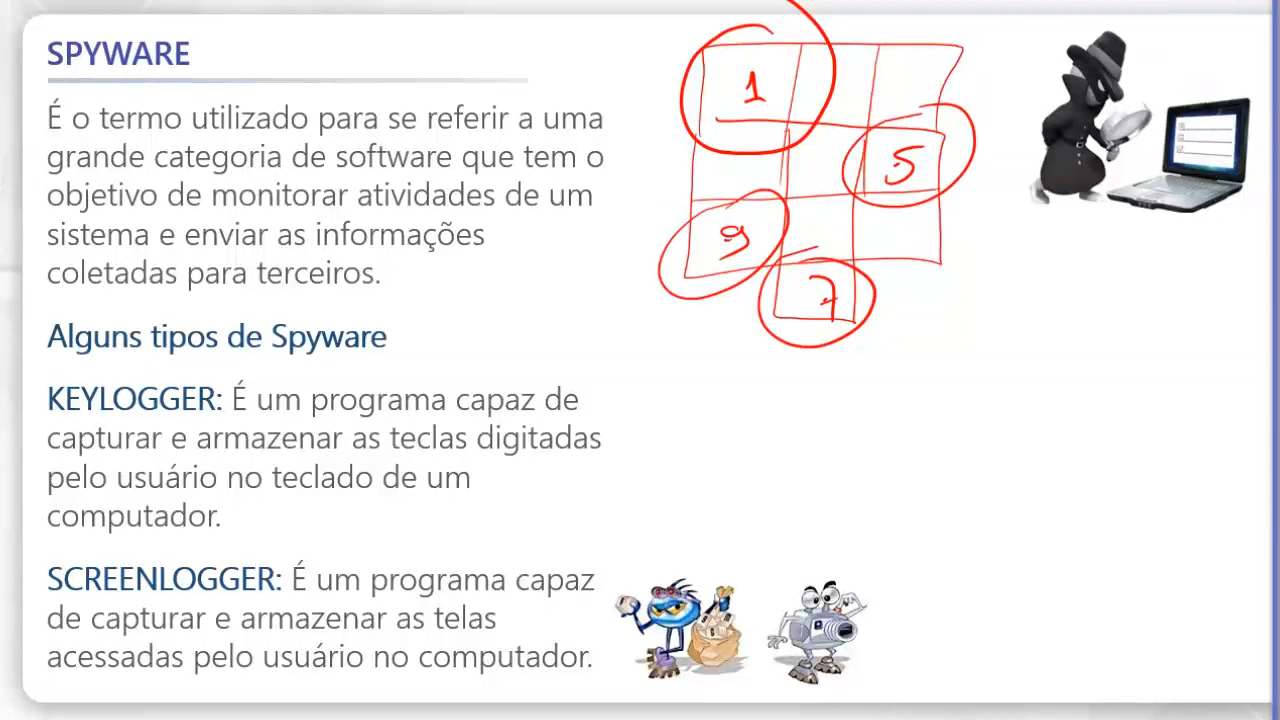 SPYWARE
É o termo utilizado para se referir a uma
grande categoria de software que tem o
objetivo de monitorar atividades de um
sistema e enviar as informações
coletadas para terceiros.
Alguns tipos de Spyware
KEYLOGGER: É um programa capaz de
capturar e armazenar as teclas digitadas
pelo usuário no teclado de um
computador.
SCREENLOGGER: É um programa capaz
de capturar e armazenar as telas
acessadas pelo usuário no computador.
1
5
9
7